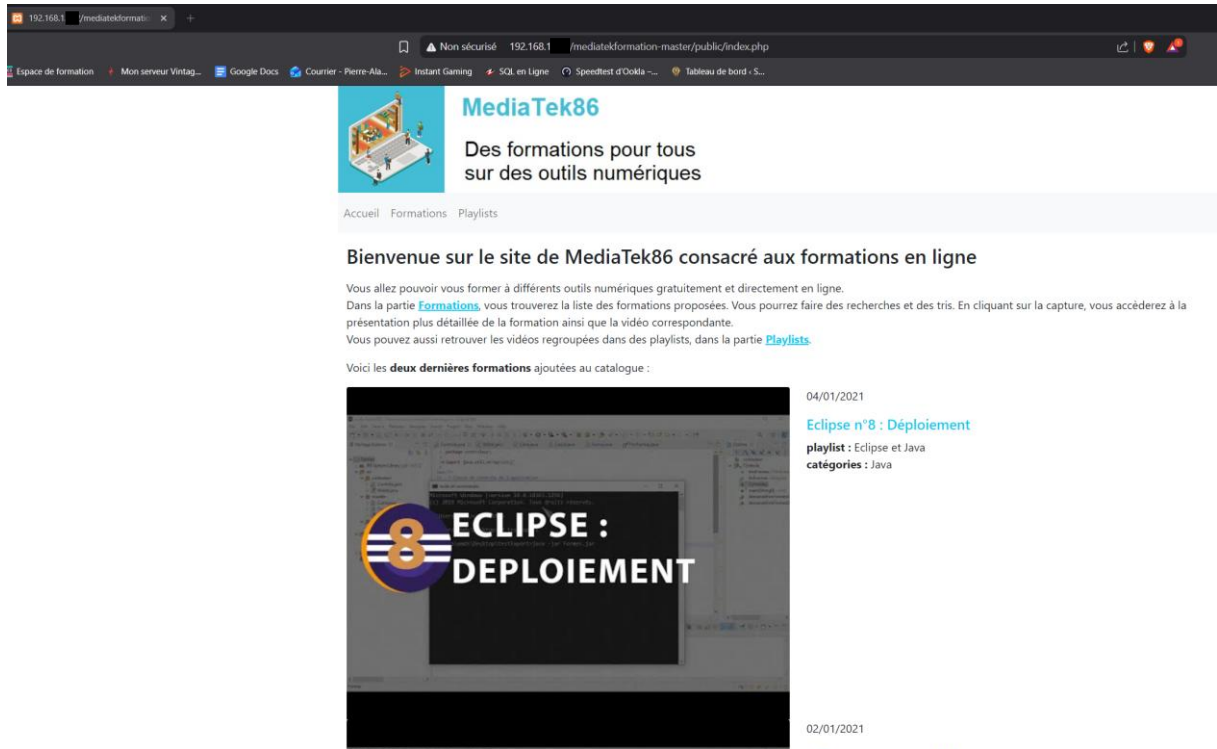 192.168.1 /mediatekformatio
Non sécurisé 192.168.1 /mediatekformation-master/public/index.php
Espace de formation Mon serveur Vintag... Google Docs Courrier - Pierre-Ala... Instant Gaming SQL en Ligne Speedtest d'Ookla –... Tableau de bord ‹ S...
MediaTek86
Des formations pour tous
sur des outils numériques
Accueil Formations Playlists
Bienvenue sur le site de MediaTek86 consacré aux formations en ligne
Vous allez pouvoir vous former à différents outils numériques gratuitement et directement en ligne.
Dans la partie Formations, vous trouverez la liste des formations proposées. Vous pourrez faire des recherches et des tris. En cliquant sur la capture, vous accéderez à la
présentation plus détaillée de la formation ainsi que la vidéo correspondante.
Vous pouvez aussi retrouver les vidéos regroupées dans des playlists, dans la partie Playlists.
Voici les deux dernières formations ajoutées au catalogue :
04/01/2021
Eclipse n°8 : Déploiement
playlist : Eclipse et Java
catégories : Java
8 ECLIPSE :
DEPLOIEMENT
02/01/2021